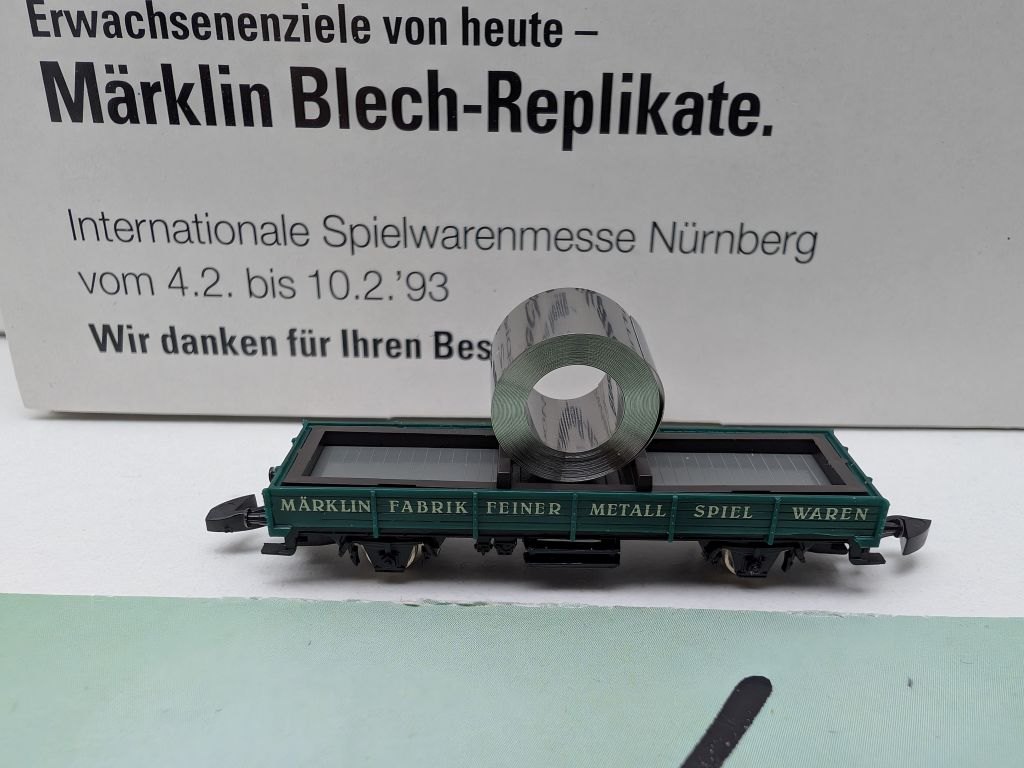 Erwachsenenziele von heute –
Märklin Blech-Replikate.
Internationale Spielwarenmesse Nürnberg
vom 4.2. bis 10.2.'93
Wir danken für Ihren Bes
MÄRKLIN FABRIK FEINER METALL SPIEL WAREN